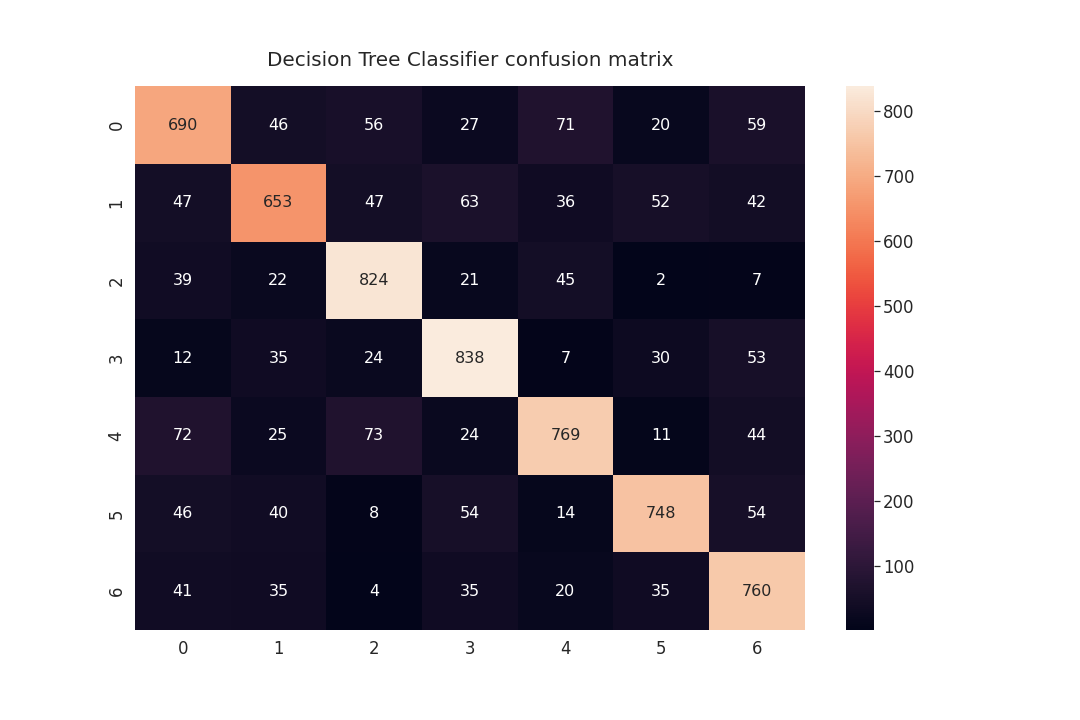 Decision Tree Classifier confusion matrix
0 690 46 56 27 71 20 59
1 47 653 47 63 36 52 42
2 39 22 824 21 45 2 7
3 12 35 24 838 7 30 53
4 72 25 73 24 769 11 44
5 46 40 8 54 14 748 54
6 41 35 4 35 20 35 760
0 1 2 3 4 5 6
800
700
600
500
400
300
200
100